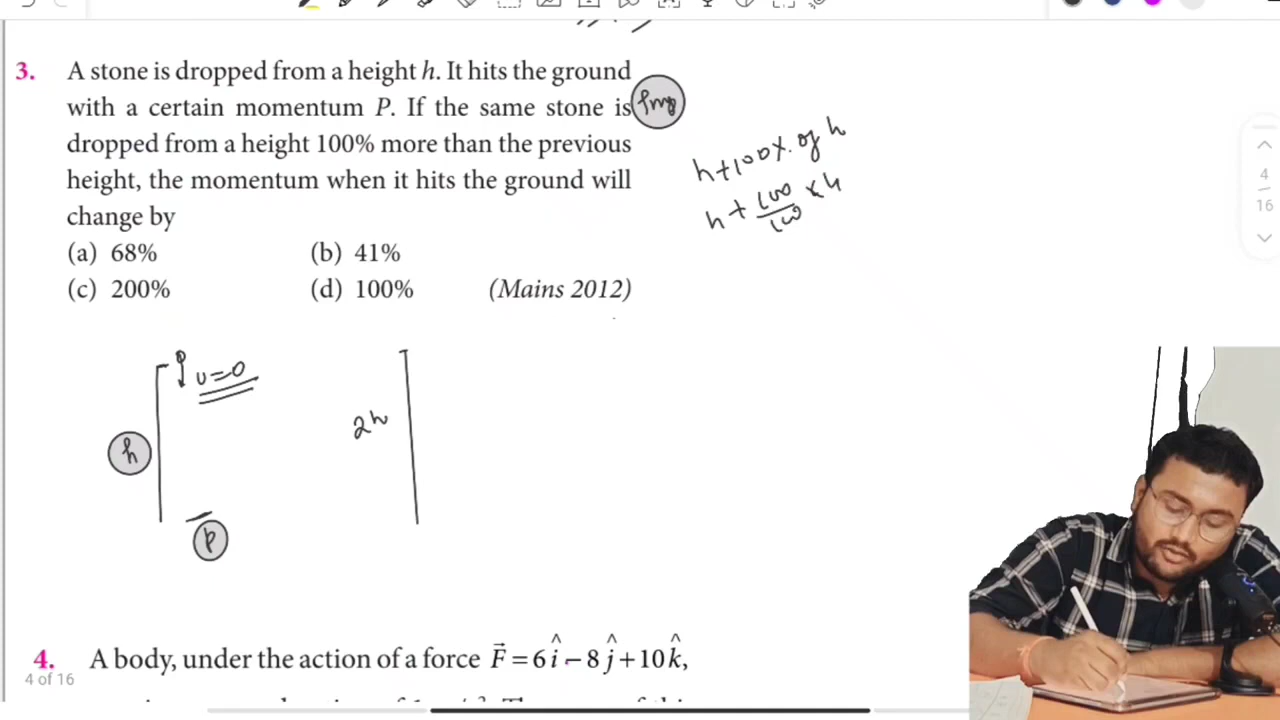 3. A stone is dropped from a height h. It hits the ground
with a certain momentum P. If the same stone is
dropped from a height 100% more than the previous
height, the momentum when it hits the ground will
change by
(a) 68% (b) 41%
(c) 200% (d) 100% (Mains 2012)
h+100%. of h
h + 100/100 × h
u=0
h
2h
p
4. A body, under the action of a force F⃗ = 6î − 8ĵ + 10k̂,
4 of 16
4
16